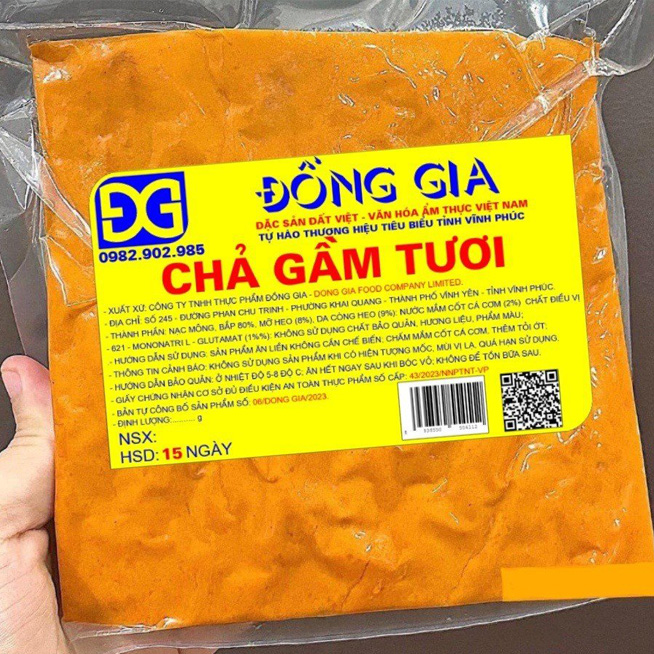 ĐG
0982.902.985
ĐỒNG GIA
ĐẶC SẢN ĐẤT VIỆT - VĂN HÓA ẨM THỰC VIỆT NAM
TỰ HÀO THƯƠNG HIỆU TIÊU BIỂU TỈNH VĨNH PHÚC
CHẢ GẦM TƯƠI
- XUẤT XỨ: CÔNG TY TNHH THỰC PHẨM ĐÔNG GIA - DONG GIA FOOD COMPANY LIMITED.
- ĐỊA CHỈ: SỐ 245 - ĐƯỜNG PHAN CHU TRINH - PHƯỜNG KHAI QUANG - THÀNH PHỐ VĨNH YÊN - TỈNH VĨNH PHÚC.
- THÀNH PHẦN: NẠC MÔNG, BẮP 80%, MỠ HEO (8%), DA CÒNG HEO (9%): NƯỚC MẮM CỐT CÁ CƠM (2%) CHẤT ĐIỀU VỊ
- 621 - MONONATRI L - GLUTAMAT (1%%): KHÔNG SỬ DỤNG CHẤT BẢO QUẢN, HƯƠNG LIỆU, PHẨM MÀU;
- HƯỚNG DẪN SỬ DỤNG: SẢN PHẨM ĂN LIỀN KHÔNG CẦN CHẾ BIẾN; CHẤM MẮM CỐT CÁ CƠM, THÊM TỎI ỚT;
- THÔNG TIN CẢNH BÁO: KHÔNG SỬ DỤNG SẢN PHẨM KHI CÓ HIỆN TƯỢNG MỐC, MÙI VỊ LẠ, QUÁ HẠN SỬ DỤNG.
- HƯỚNG DẪN BẢO QUẢN: Ở NHIỆT ĐỘ 5-8 ĐỘ C; ĂN HẾT NGAY SAU KHI BÓC VỎ; KHÔNG ĐỂ TỒN BỮA SAU.
- GIẤY CHỨNG NHẬN CƠ SỞ ĐỦ ĐIỀU KIỆN AN TOÀN THỰC PHẨM SỐ CẤP: 43/2023/NNPTNT-VP
- BẢN TỰ CÔNG BỐ SẢN PHẨM SỐ: 06/DONG GIA/2023.
- ĐỊNH LƯỢNG:........... g
NSX:
HSD: 15 NGÀY